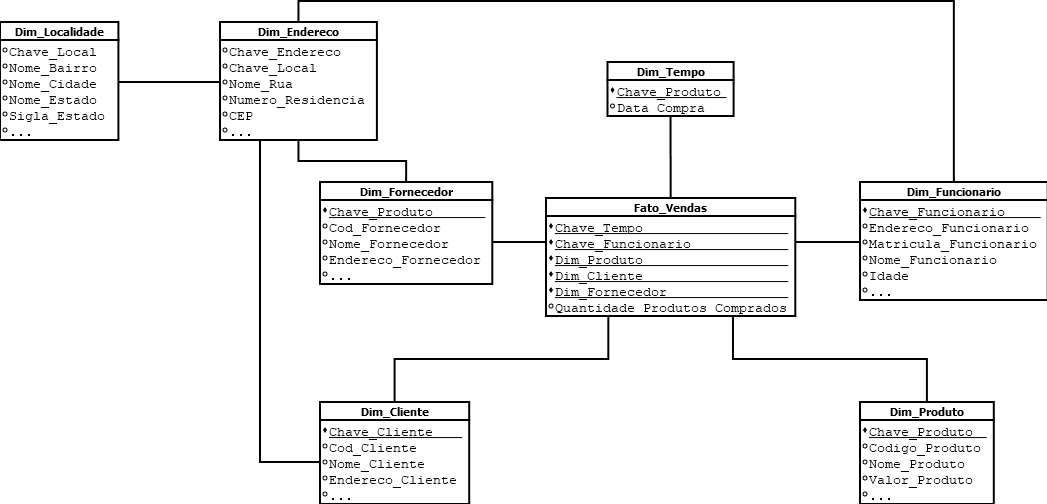 Dim_Localidade
Chave_Local
Nome_Bairro
Nome_Cidade
Nome_Estado
Sigla_Estado
...
Dim_Endereco
Chave_Endereco
Chave_Local
Nome_Rua
Numero_Residencia
CEP
...
Dim_Tempo
Chave_Produto
Data Compra
Dim_Fornecedor
Chave_Produto
Cod_Fornecedor
Nome_Fornecedor
Endereco_Fornecedor
...
Fato_Vendas
Chave_Tempo
Chave_Funcionario
Dim_Produto
Dim_Cliente
Dim_Fornecedor
Quantidade Produtos Comprados
Dim_Funcionario
Chave_Funcionario
Endereco_Funcionario
Matricula_Funcionario
Nome_Funcionario
Idade
...
Dim_Cliente
Chave_Cliente
Cod_Cliente
Nome_Cliente
Endereco_Cliente
...
Dim_Produto
Chave_Produto
Codigo_Produto
Nome_Produto
Valor_Produto
...